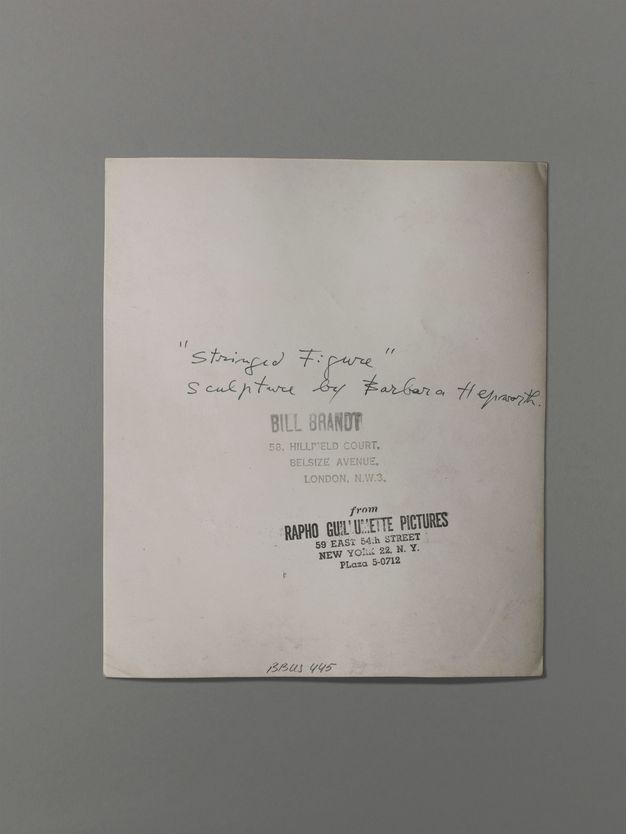 "Stringed Figure"
Sculpture by Barbara Hepworth.
BILL BRANDT
58, HILLFIELD COURT,
BELSIZE AVENUE,
LONDON, N.W.3.
from
RAPHO GUILLUMETTE PICTURES
59 EAST 54th STREET
NEW YORK 22, N. Y.
PLaza 5-0712
BBUS 445